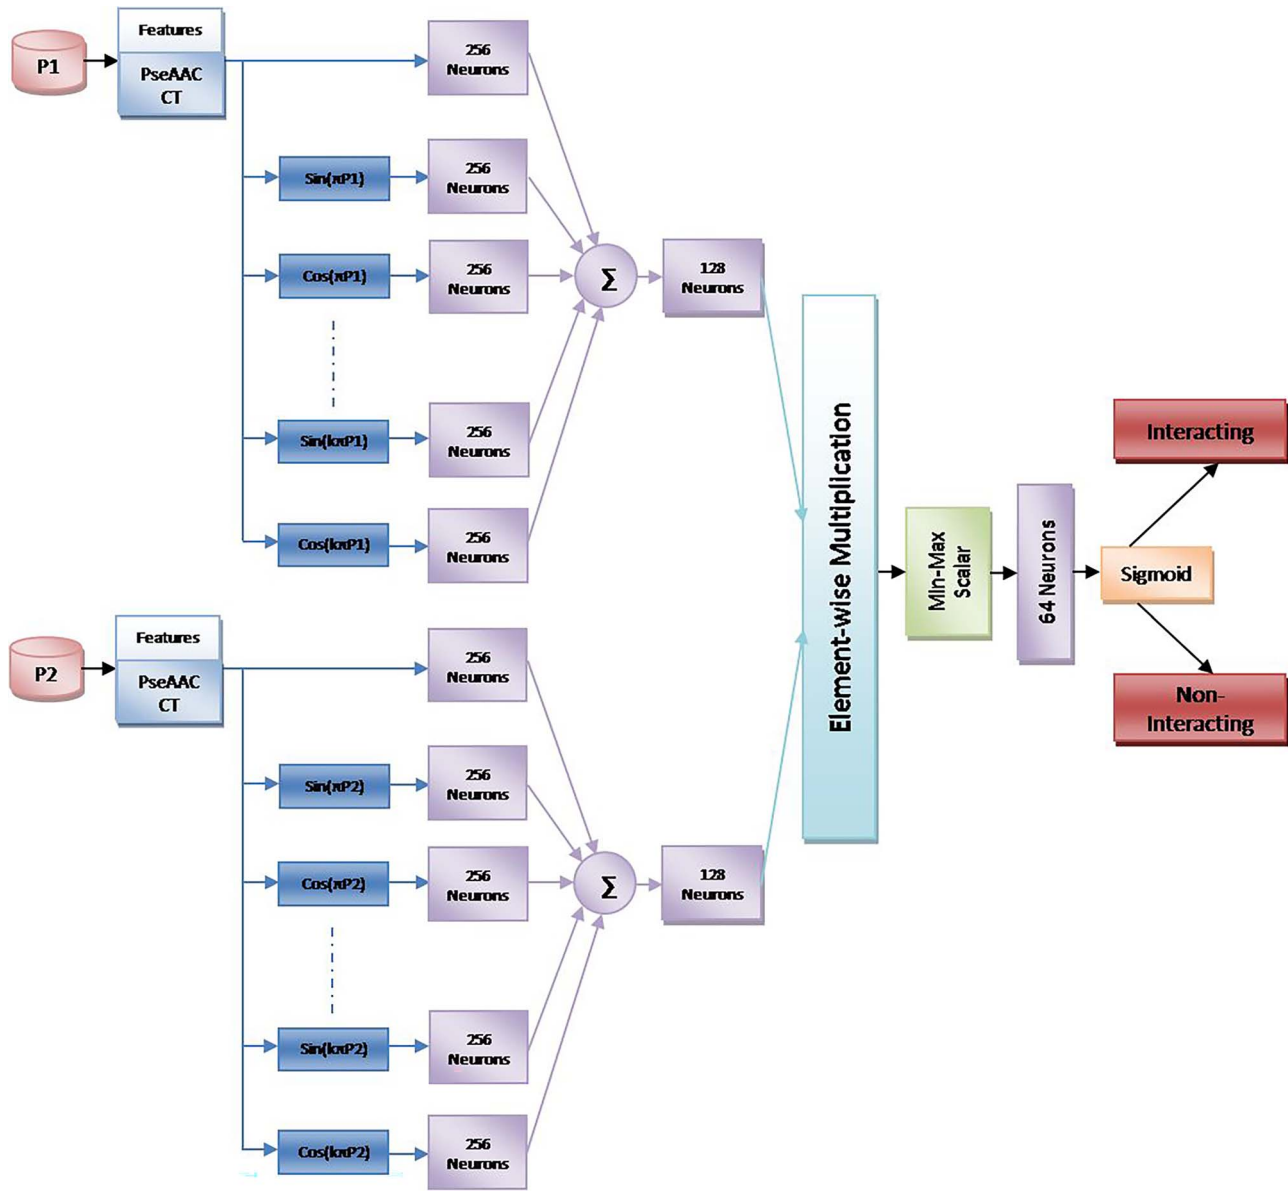 P1
Features
PseAAC
CT
256
Neurons
Sin(πP1)
256
Neurons
Cos(πP1)
256
Neurons
Σ
128
Neurons
Sin(kπP1)
256
Neurons
Cos(kπP1)
256
Neurons
Element-wise Multiplication
Min-Max
Scalar
64 Neurons
Sigmoid
Interacting
Non-
Interacting
P2
Features
PseAAC
CT
256
Neurons
Sin(πP2)
256
Neurons
Cos(πP2)
256
Neurons
Σ
128
Neurons
Sin(kπP2)
256
Neurons
Cos(kπP2)
256
Neurons